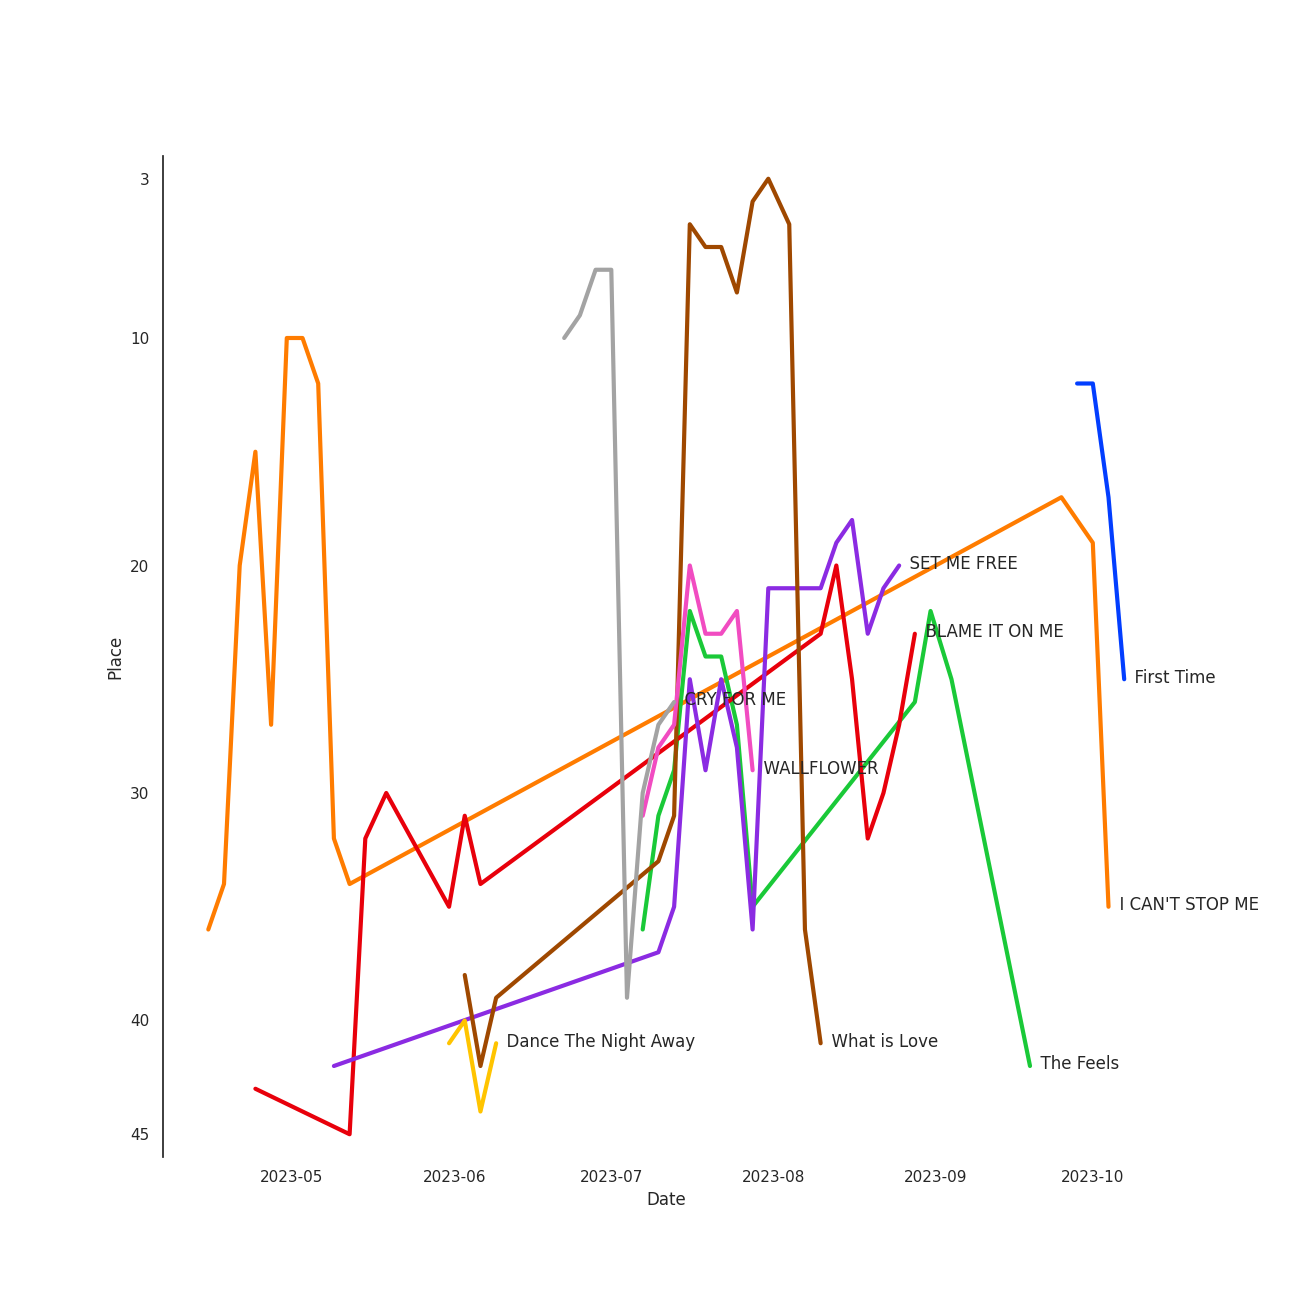 3
10
20
30
40
45
Place
SET ME FREE
BLAME IT ON ME
First Time
CRY FOR ME
WALLFLOWER
I CAN'T STOP ME
Dance The Night Away
What is Love
The Feels
2023-05
2023-06
2023-07
2023-08
2023-09
2023-10
Date